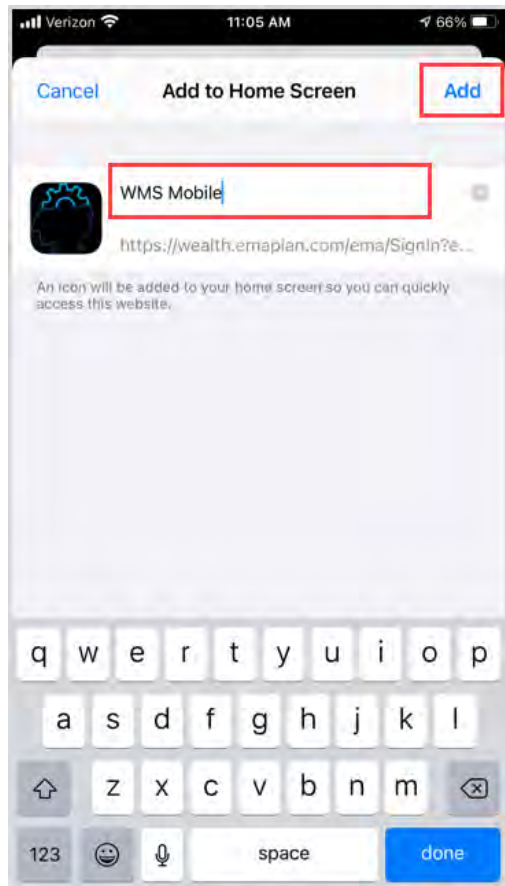 Verizon 11:05 AM 66%
Cancel Add to Home Screen Add
WMS Mobile
https://wealth.emaplan.com/ema/SignIn?e...
An icon will be added to your home screen so you can quickly
access this website.
q w e r t y u i o p
a s d f g h j k l
z x c v b n m
123 space done